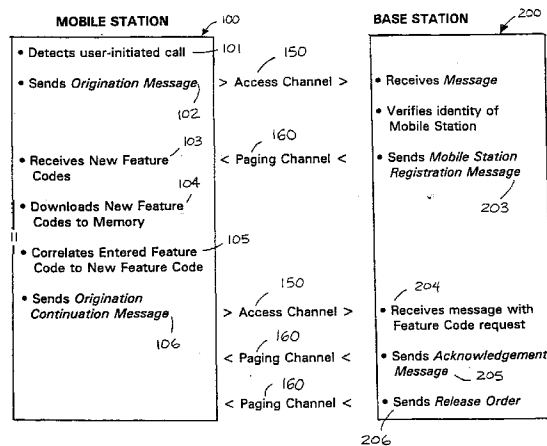 MOBILE STATION 100 BASE STATION 200
• Detects user-initiated call 101 150
• Sends Origination Message > Access Channel > • Receives Message
102 • Verifies identity of
103 160 Mobile Station
• Receives New Feature < Paging Channel < • Sends Mobile Station
Codes 104 Registration Message
• Downloads New Feature 203
Codes to Memory
105
• Correlates Entered Feature
Code to New Feature Code 150 204
• Sends Origination > Access Channel > • Receives message with
Continuation Message 160 Feature Code request
106 < Paging Channel < • Sends Acknowledgement
160 Message 205
< Paging Channel < • Sends Release Order
206